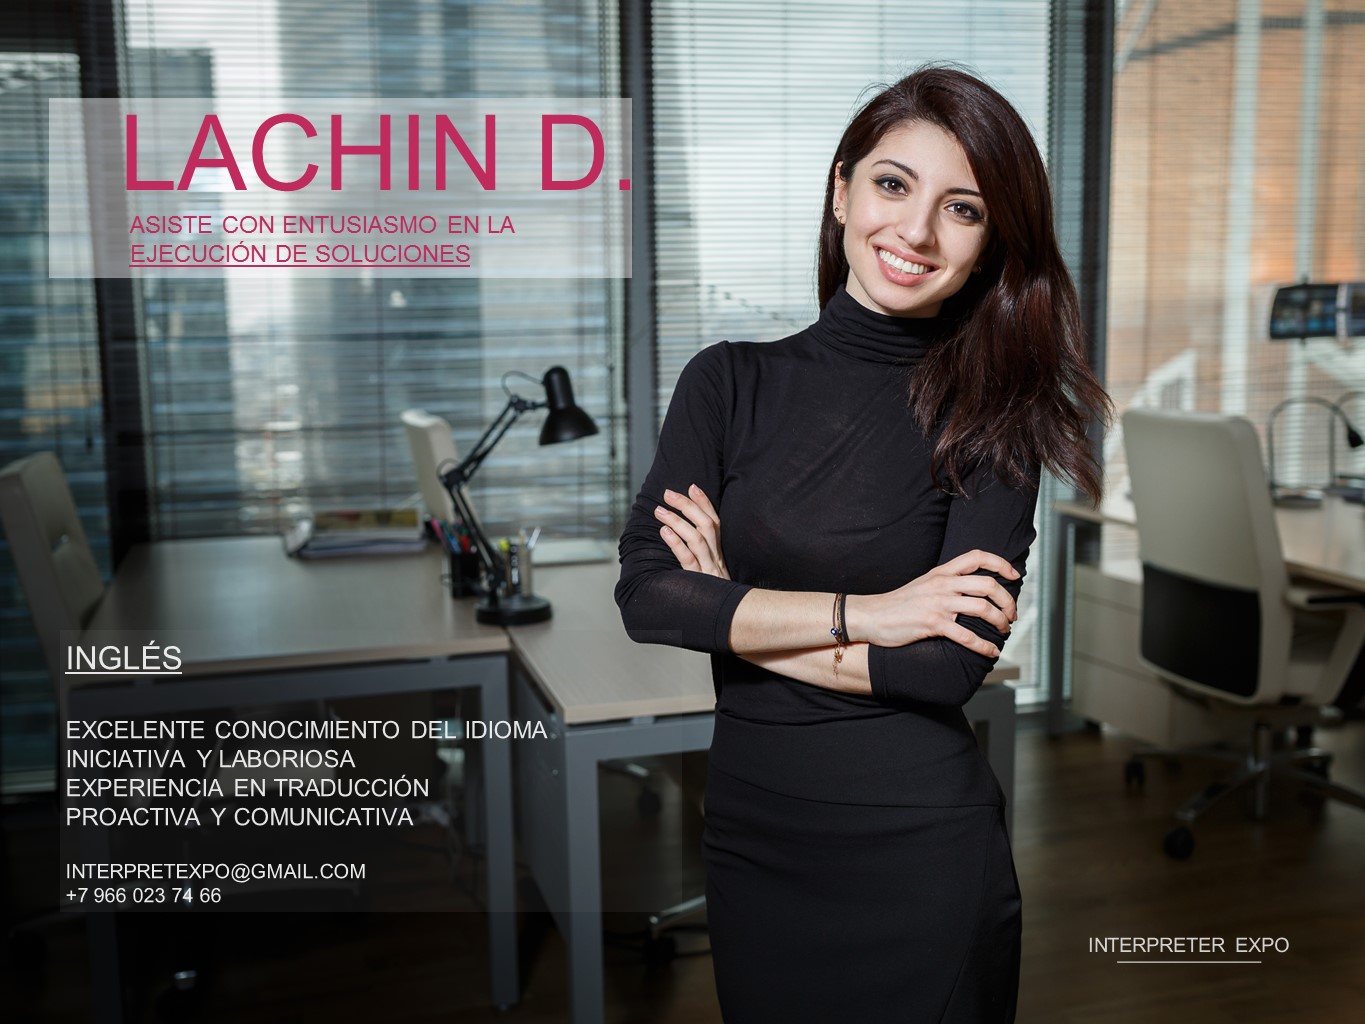 LACHIN D.
ASISTE CON ENTUSIASMO EN LA
EJECUCIÓN DE SOLUCIONES
INGLÉS
EXCELENTE CONOCIMIENTO DEL IDIOMA
INICIATIVA Y LABORIOSA
EXPERIENCIA EN TRADUCCIÓN
PROACTIVA Y COMUNICATIVA
INTERPRETEXPO@GMAIL.COM
+7 966 023 74 66
INTERPRETER EXPO